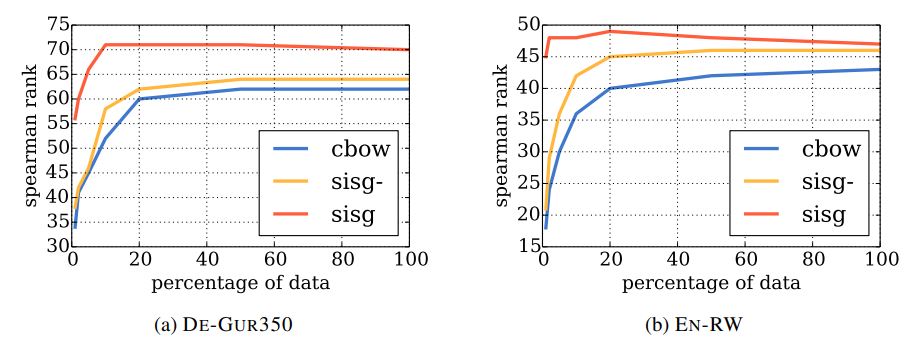 75
70
65
60
55
50
45
40
35
30
spearman rank
cbow
sisg-
sisg
0 20 40 60 80 100
percentage of data
(a) DE-GUR350
50
45
40
35
30
25
20
15
spearman rank
cbow
sisg-
sisg
0 20 40 60 80 100
percentage of data
(b) EN-RW